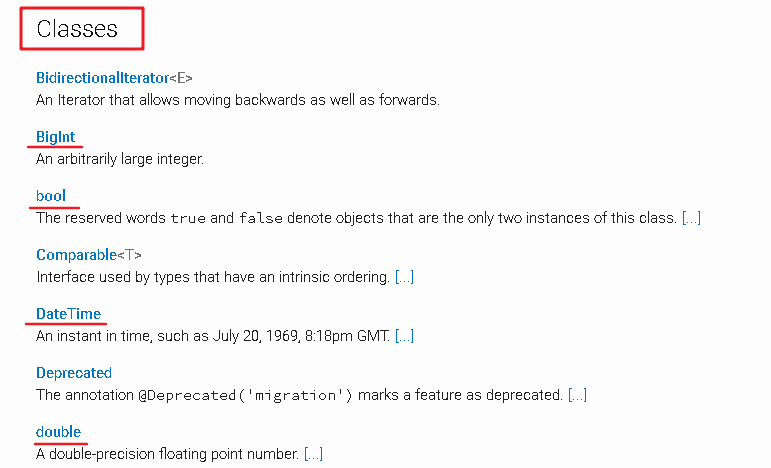 Classes
BidirectionalIterator<E>
An Iterator that allows moving backwards as well as forwards.
BigInt
An arbitrarily large integer.
bool
The reserved words true and false denote objects that are the only two instances of this class. [...]
Comparable<T>
Interface used by types that have an intrinsic ordering. [...]
DateTime
An instant in time, such as July 20, 1969, 8:18pm GMT. [...]
Deprecated
The annotation @Deprecated('migration') marks a feature as deprecated. [...]
double
A double-precision floating point number. [...]